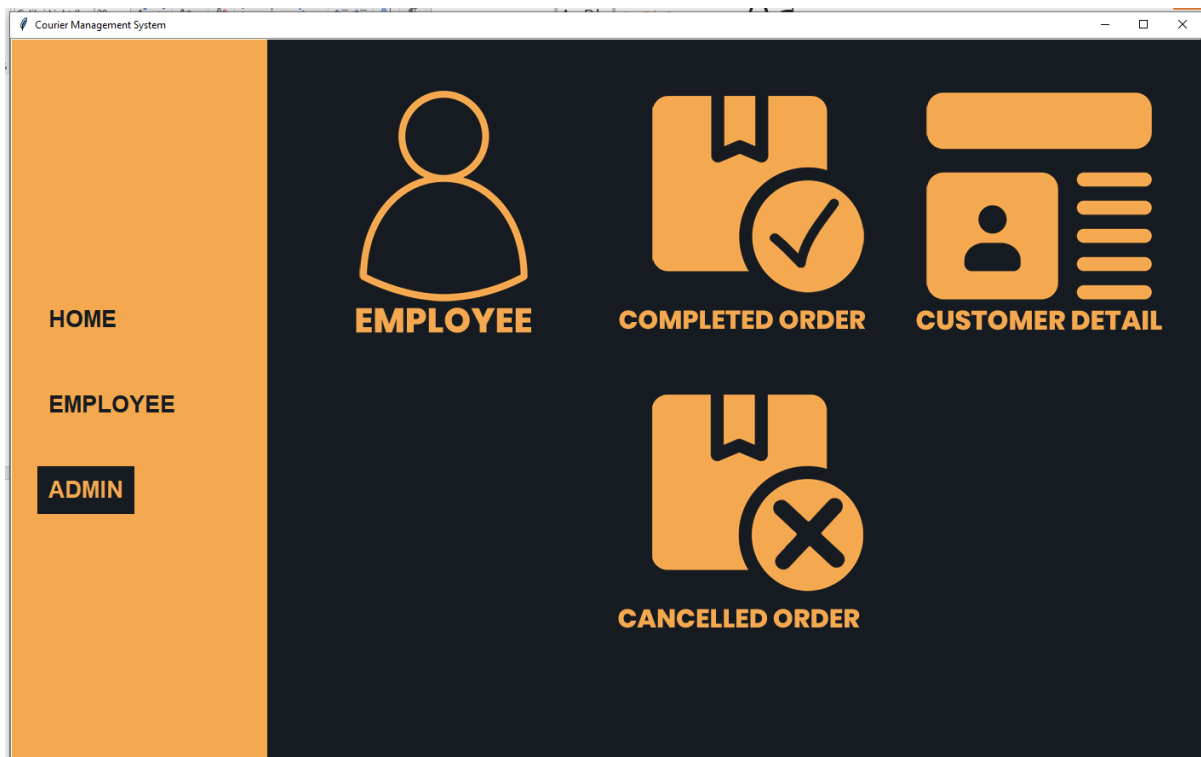 Courier Management System
HOME
EMPLOYEE
ADMIN
EMPLOYEE
COMPLETED ORDER
CUSTOMER DETAIL
CANCELLED ORDER